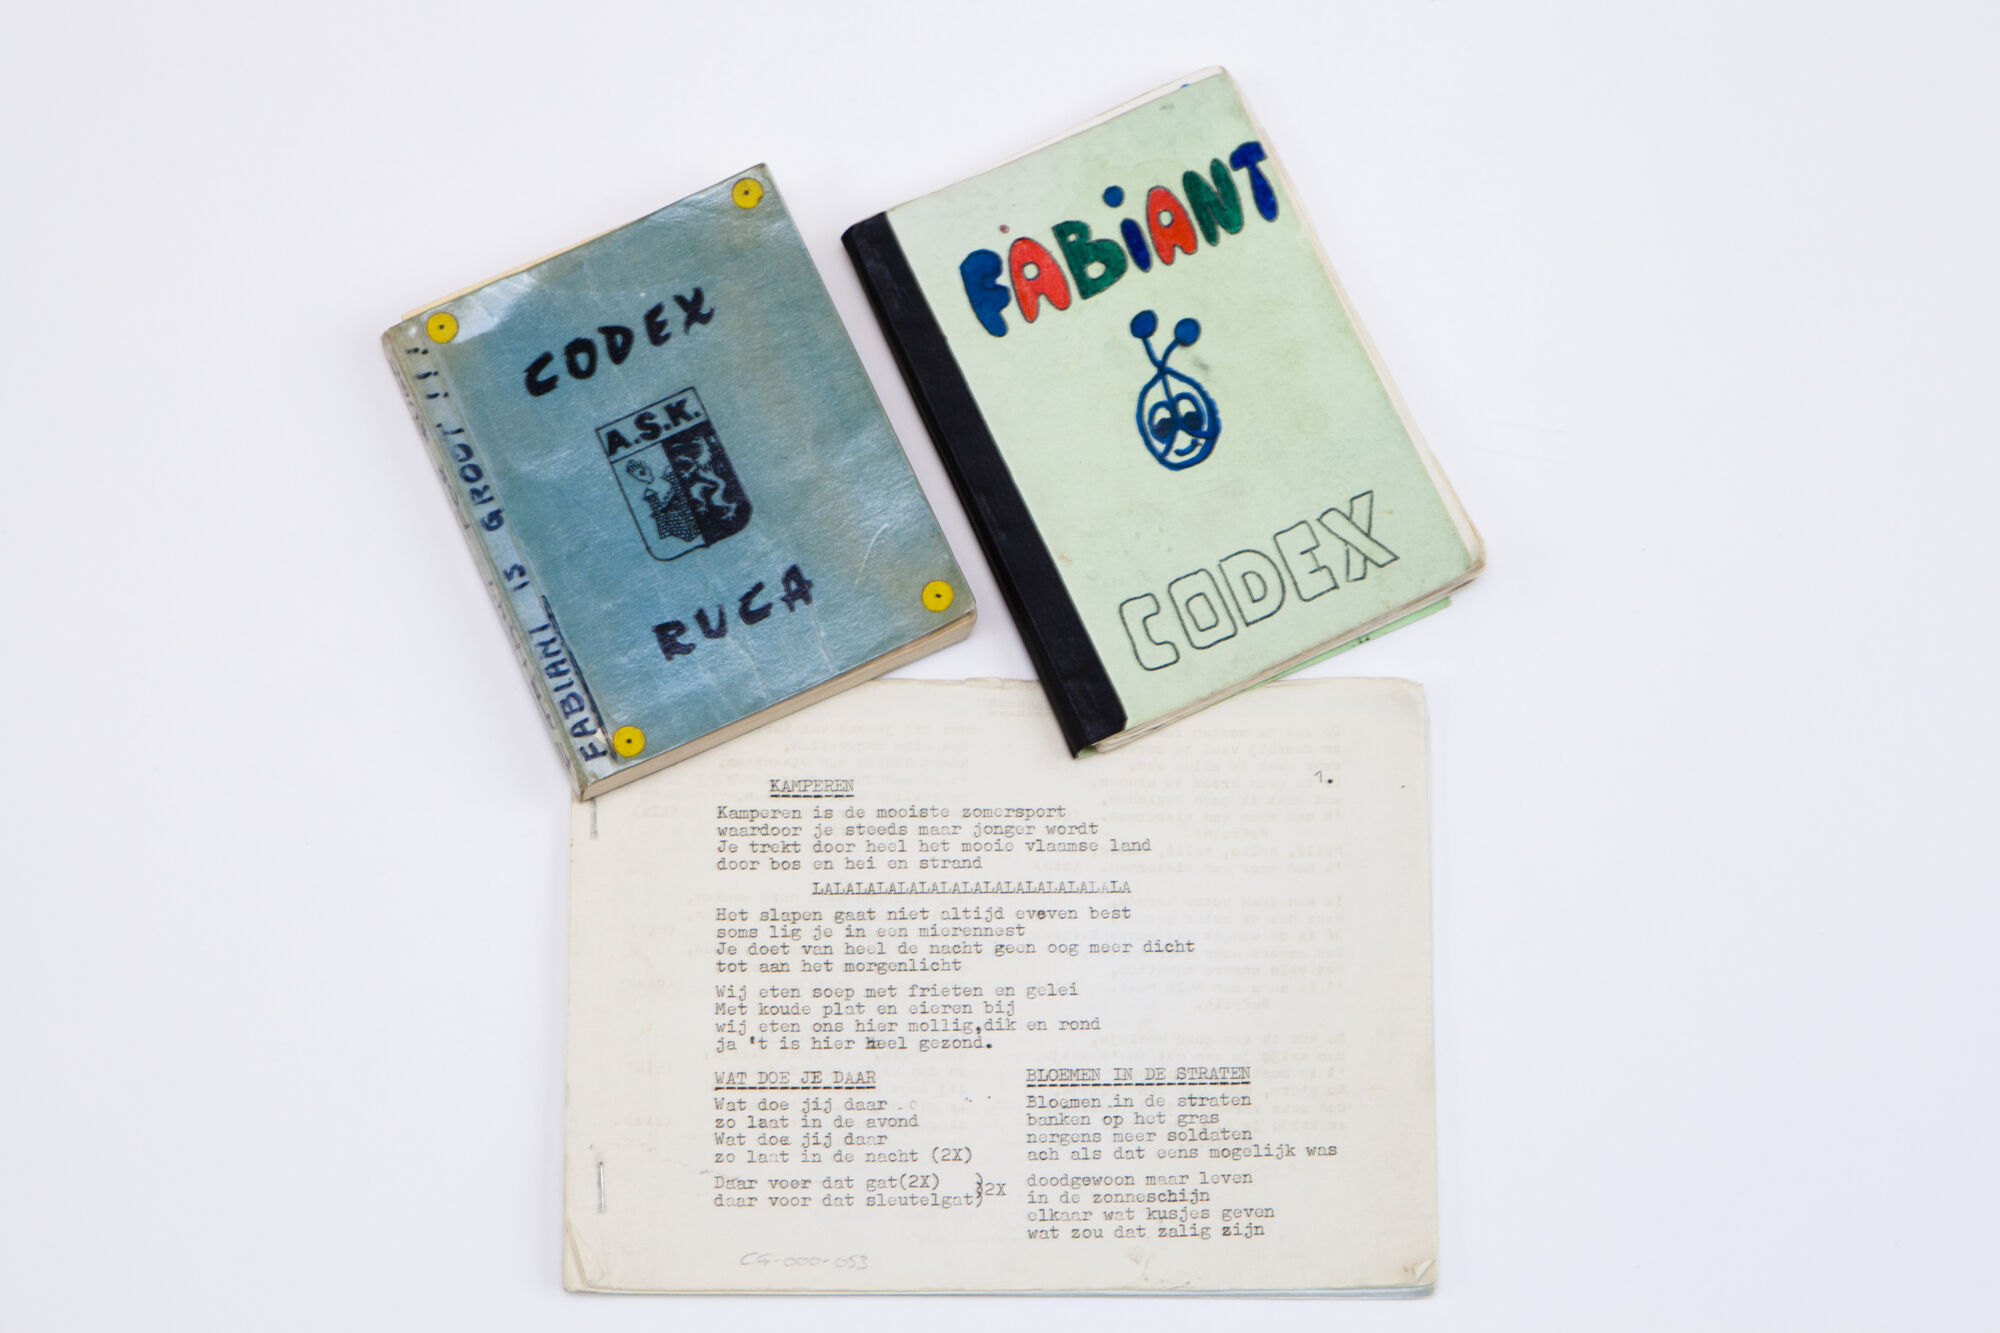 CODEX
A.S.K.
RUCA
FABIANT IS GROOT !!!
FABIANT
CODEX
1.
KAMPEREN
Kamperen is de mooiste zomersport
waardoor je steeds maar jonger wordt
Je trekt door heel het mooie vlaamse land
door bos en hei en strand
LALALALALALALALALALALALALALALA
Het slapen gaat niet altijd eveven best
soms lig je in een mierennest
Je doet van heel de nacht geen oog meer dicht
tot aan het morgenlicht
Wij eten soep met frieten en gelei
Met koude plat en eieren bij
wij eten ons hier mollig,dik en rond
ja 't is hier heel gezond.
WAT DOE JE DAAR
Wat doe jij daar
zo laat in de avond
Wat doe jij daar
zo laat in de nacht (2X)
Daar voor dat gat(2X)
daar voor dat sleutelgat)
2X
BLOEMEN IN DE STRATEN
Bloemen in de straten
banken op het gras
nergens meer soldaten
ach als dat eens mogelijk was
doodgewoon maar leven
in de zonneschijn
elkaar wat kusjes geven
wat zou dat zalig zijn
CG-000-053